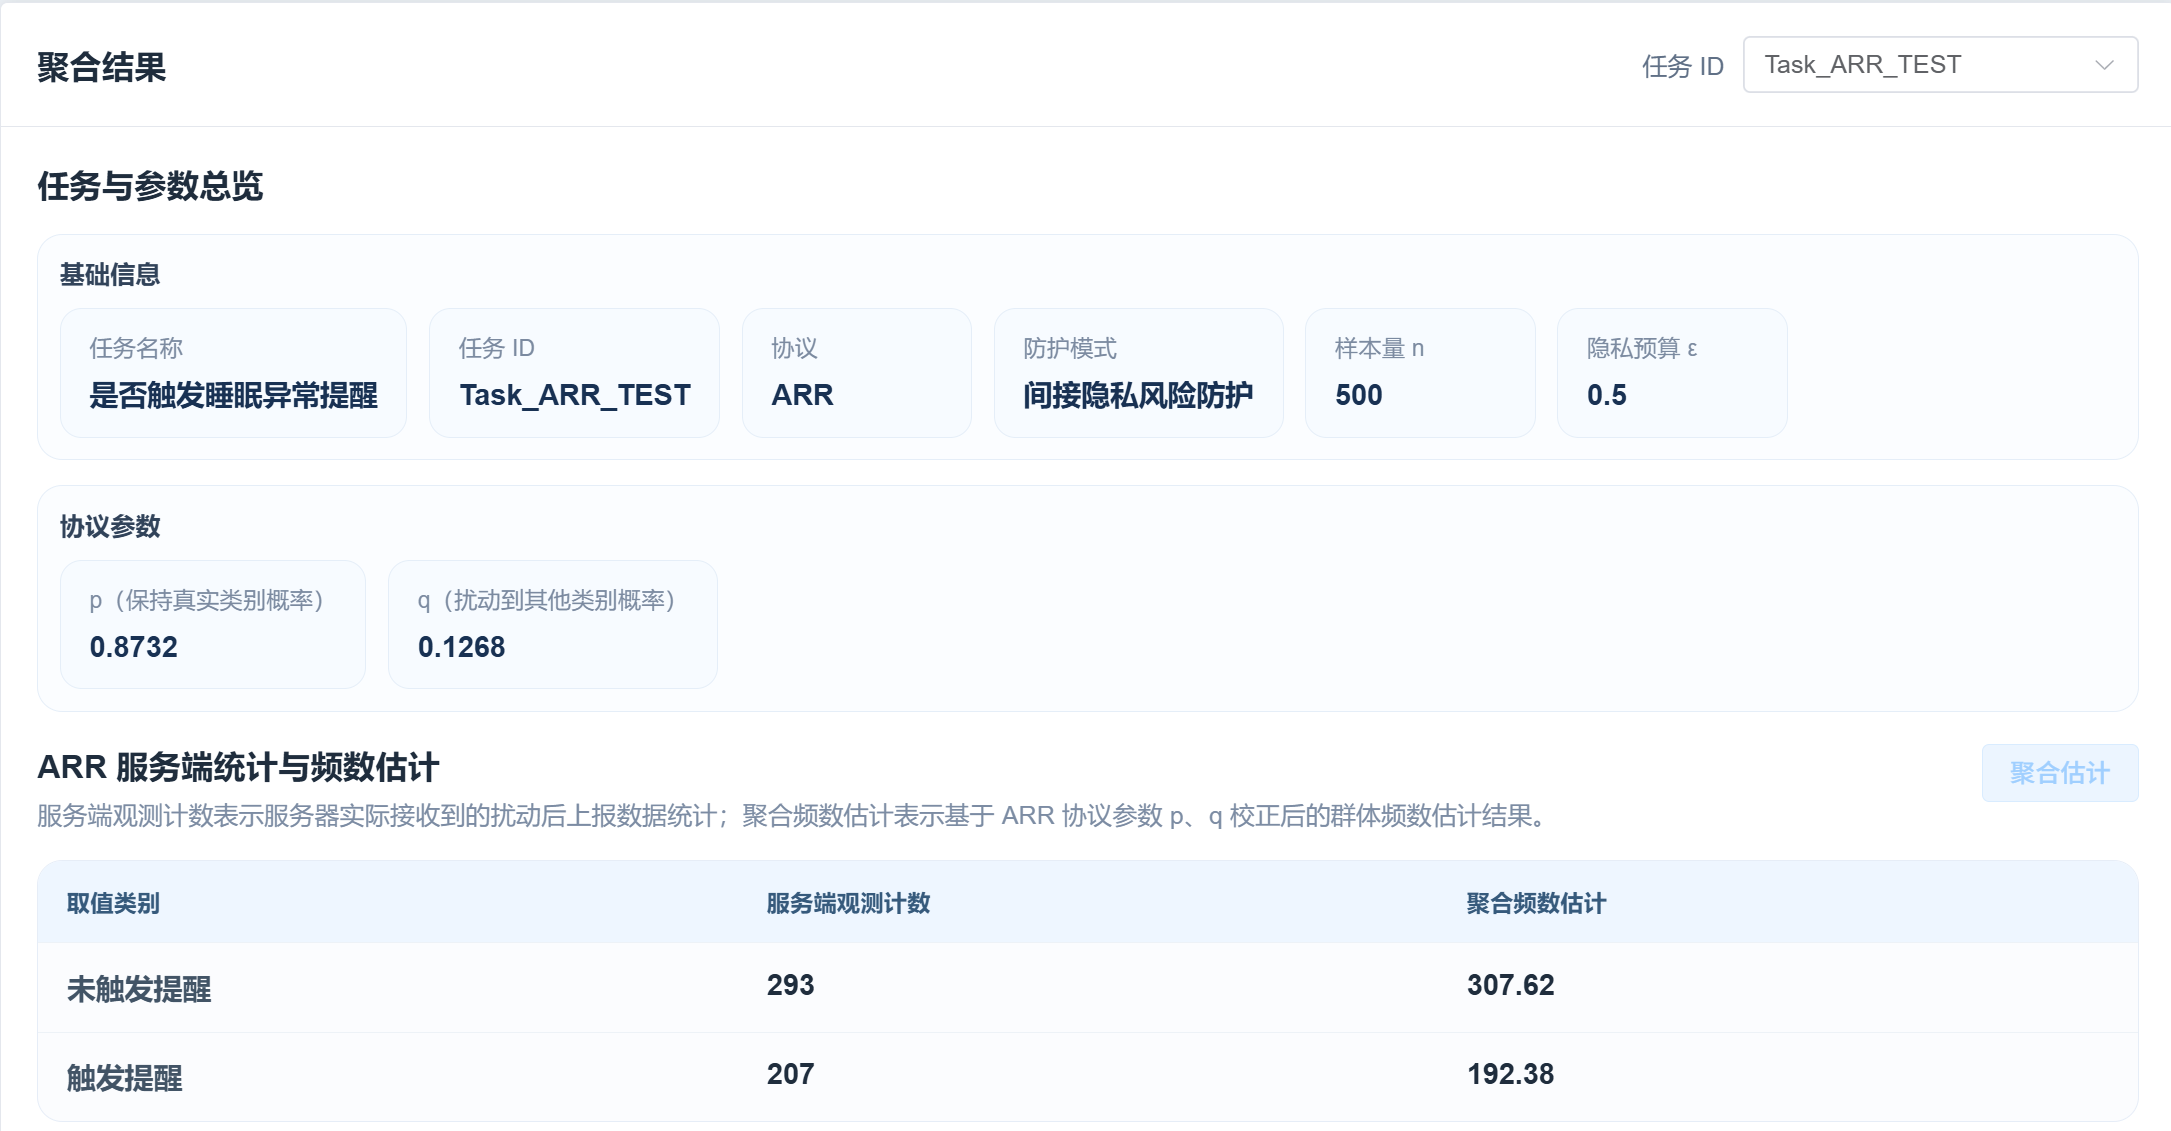 聚合结果
任务 ID
Task_ARR_TEST
任务与参数总览
基础信息
任务名称
是否触发睡眠异常提醒
任务 ID
Task_ARR_TEST
协议
ARR
防护模式
间接隐私风险防护
样本量 n
500
隐私预算 ε
0.5
协议参数
p（保持真实类别概率）
0.8732
q（扰动到其他类别概率）
0.1268
ARR 服务端统计与频数估计
聚合估计
服务端观测计数表示服务器实际接收到的扰动后上报数据统计；聚合频数估计表示基于 ARR 协议参数 p、q 校正后的群体频数估计结果。
取值类别 服务端观测计数 聚合频数估计
未触发提醒 293 307.62
触发提醒 207 192.38